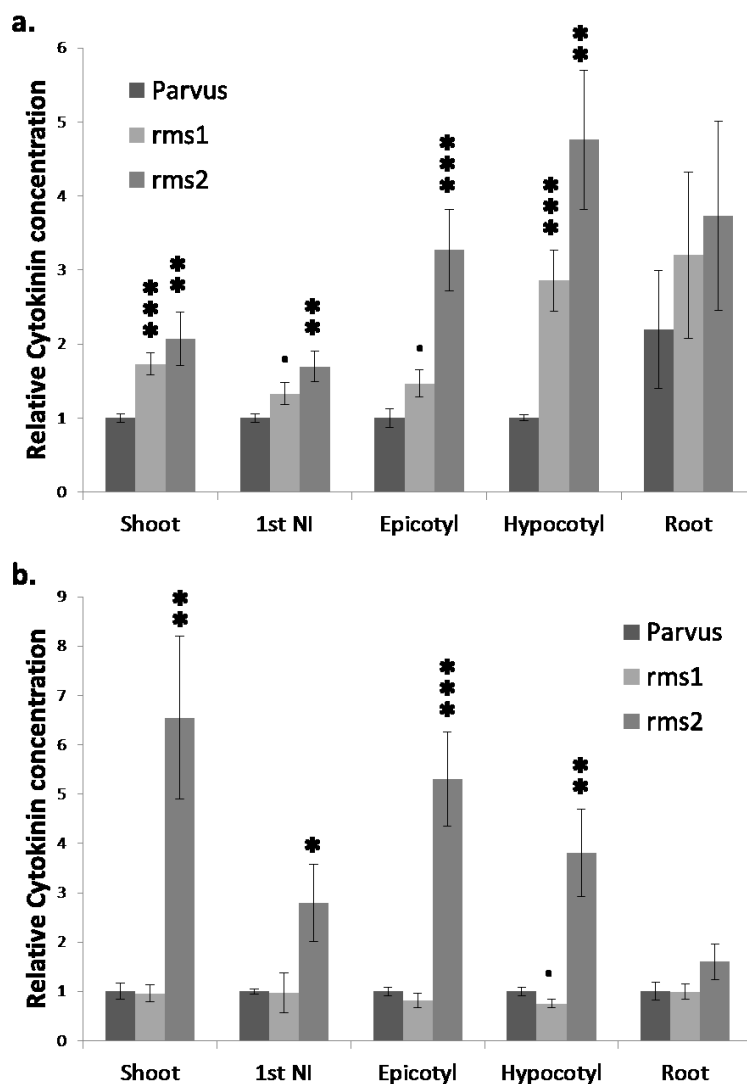 a.
Relative Cytokinin concentration
6
5
4
3
2
1
0
Parvus
rms1
rms2
***
**
▪
**
▪
***
***
**
Shoot 1st NI Epicotyl Hypocotyl Root
b.
Relative Cytokinin concentration
9
8
7
6
5
4
3
2
1
0
Parvus
rms1
rms2
**
*
***
▪
**
Shoot 1st NI Epicotyl Hypocotyl Root